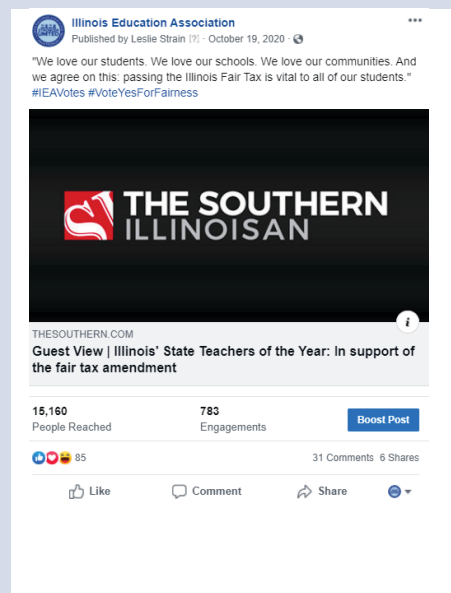 Illinois Education Association
Published by Leslie Strain [?] · October 19, 2020 ·
"We love our students. We love our schools. We love our communities. And
we agree on this: passing the Illinois Fair Tax is vital to all of our students."
#IEAVotes #VoteYesForFairness
THE SOUTHERN
ILLINOISAN
i
THESOUTHERN.COM
Guest View | Illinois' State Teachers of the Year: In support of
the fair tax amendment
15,160 783
People Reached Engagements Boost Post
85 31 Comments 6 Shares
Like Comment Share